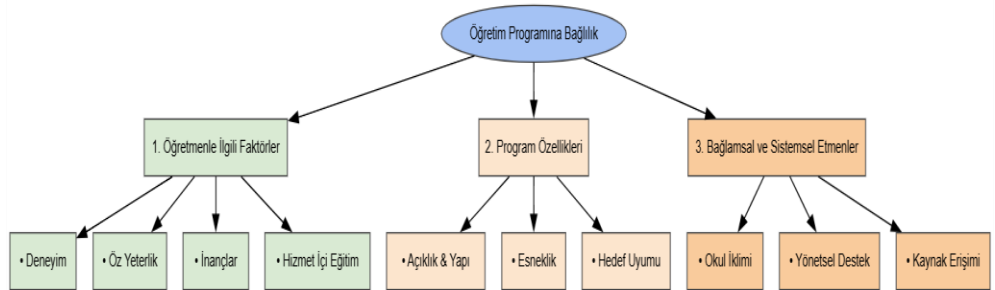 Öğretim Programına Bağlılık
1. Öğretmenle İlgili Faktörler
2. Program Özellikleri
3. Bağlamsal ve Sistemsel Etmenler
• Deneyim
• Öz Yeterlik
• İnançlar
• Hizmet İçi Eğitim
• Açıklık & Yapı
• Esneklik
• Hedef Uyumu
• Okul İklimi
• Yönetsel Destek
• Kaynak Erişimi